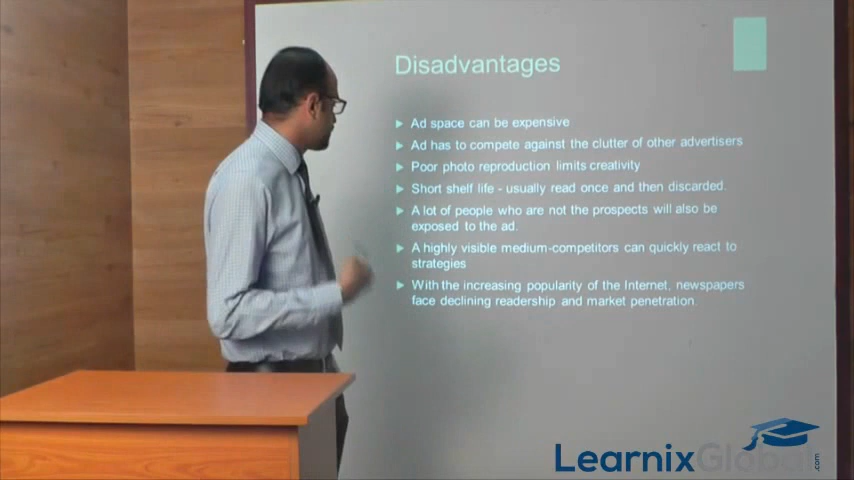 Disadvantages
Ad space can be expensive
Ad has to compete against the clutter of other advertisers
Poor photo reproduction limits creativity
Short shelf life - usually read once and then discarded.
A lot of people who are not the prospects will also be
exposed to the ad.
A highly visible medium-competitors can quickly react to
strategies
With the increasing popularity of the Internet, newspapers
face declining readership and market penetration.
LearnixGlobal.com